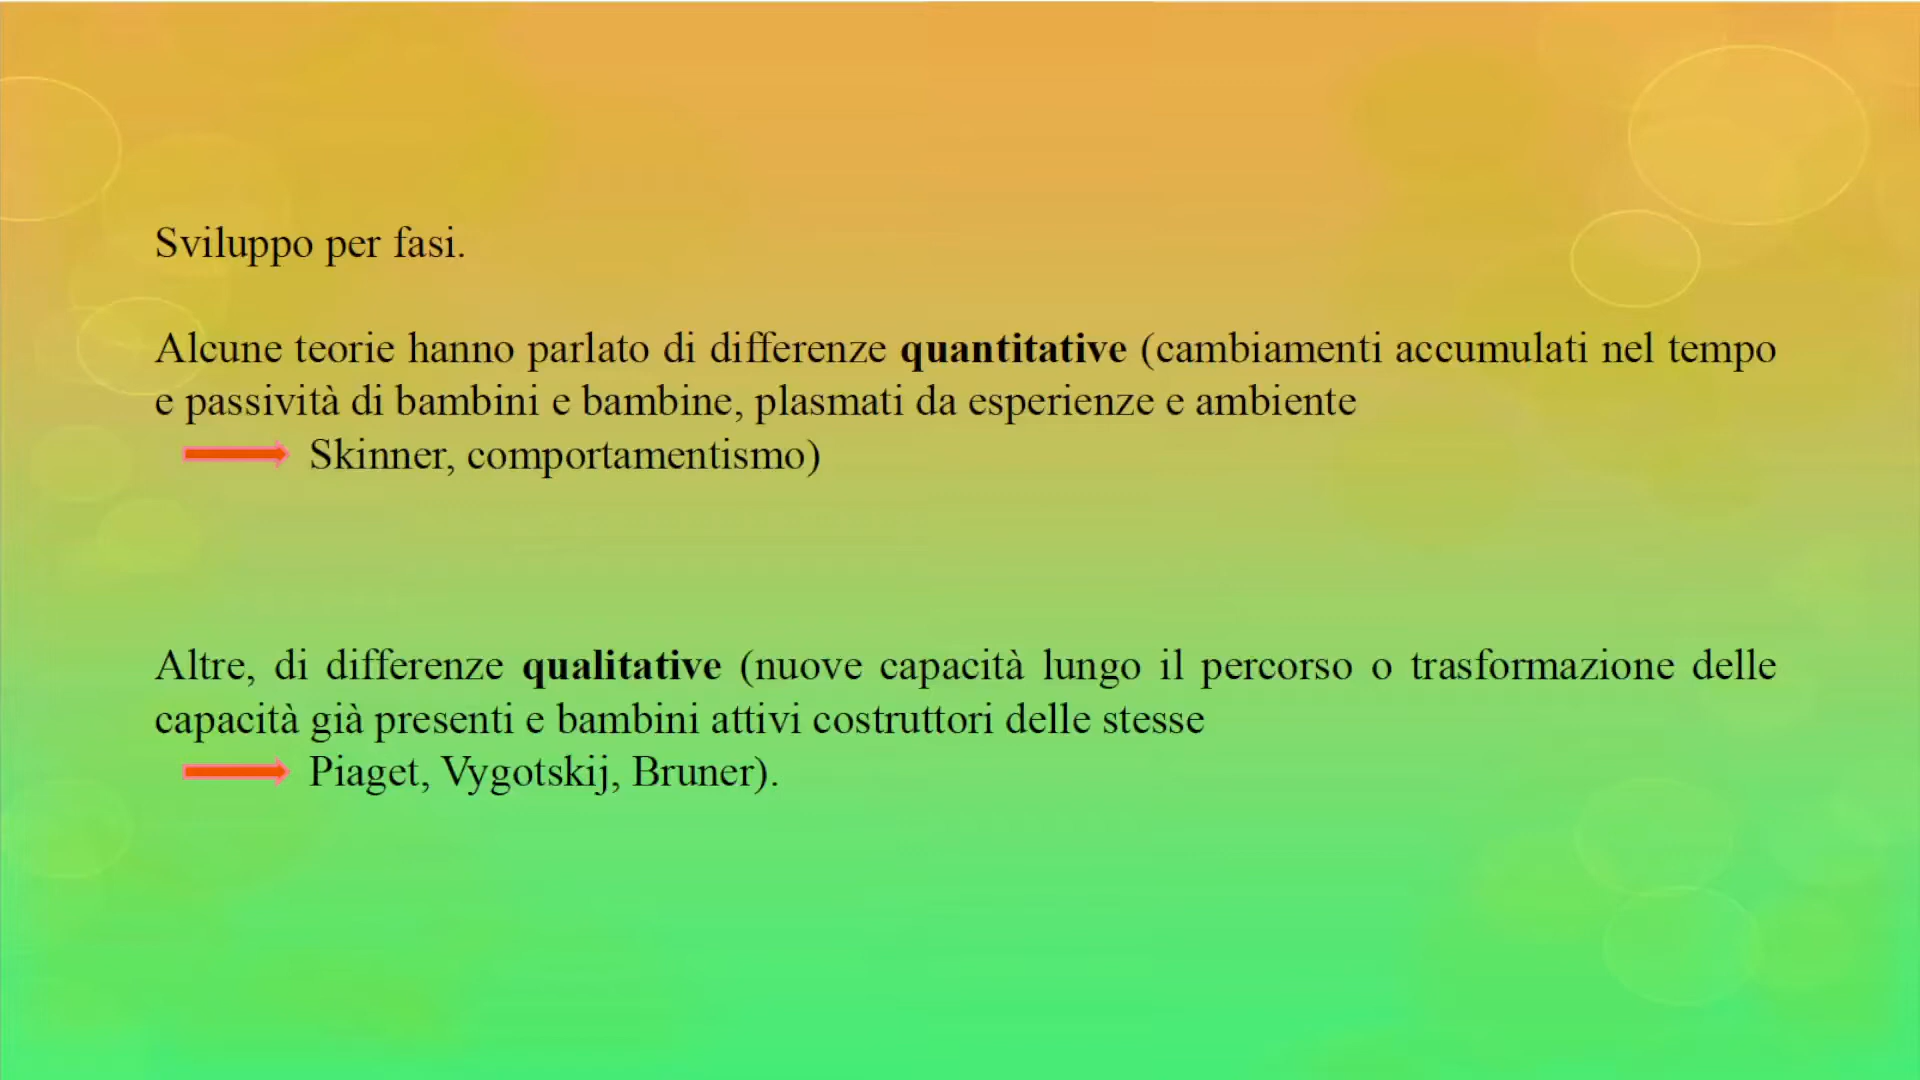 Sviluppo per fasi.
Alcune teorie hanno parlato di differenze quantitative (cambiamenti accumulati nel tempo
e passività di bambini e bambine, plasmati da esperienze e ambiente
Skinner, comportamentismo)
Altre, di differenze qualitative (nuove capacità lungo il percorso o trasformazione delle
capacità già presenti e bambini attivi costruttori delle stesse
Piaget, Vygotskij, Bruner).